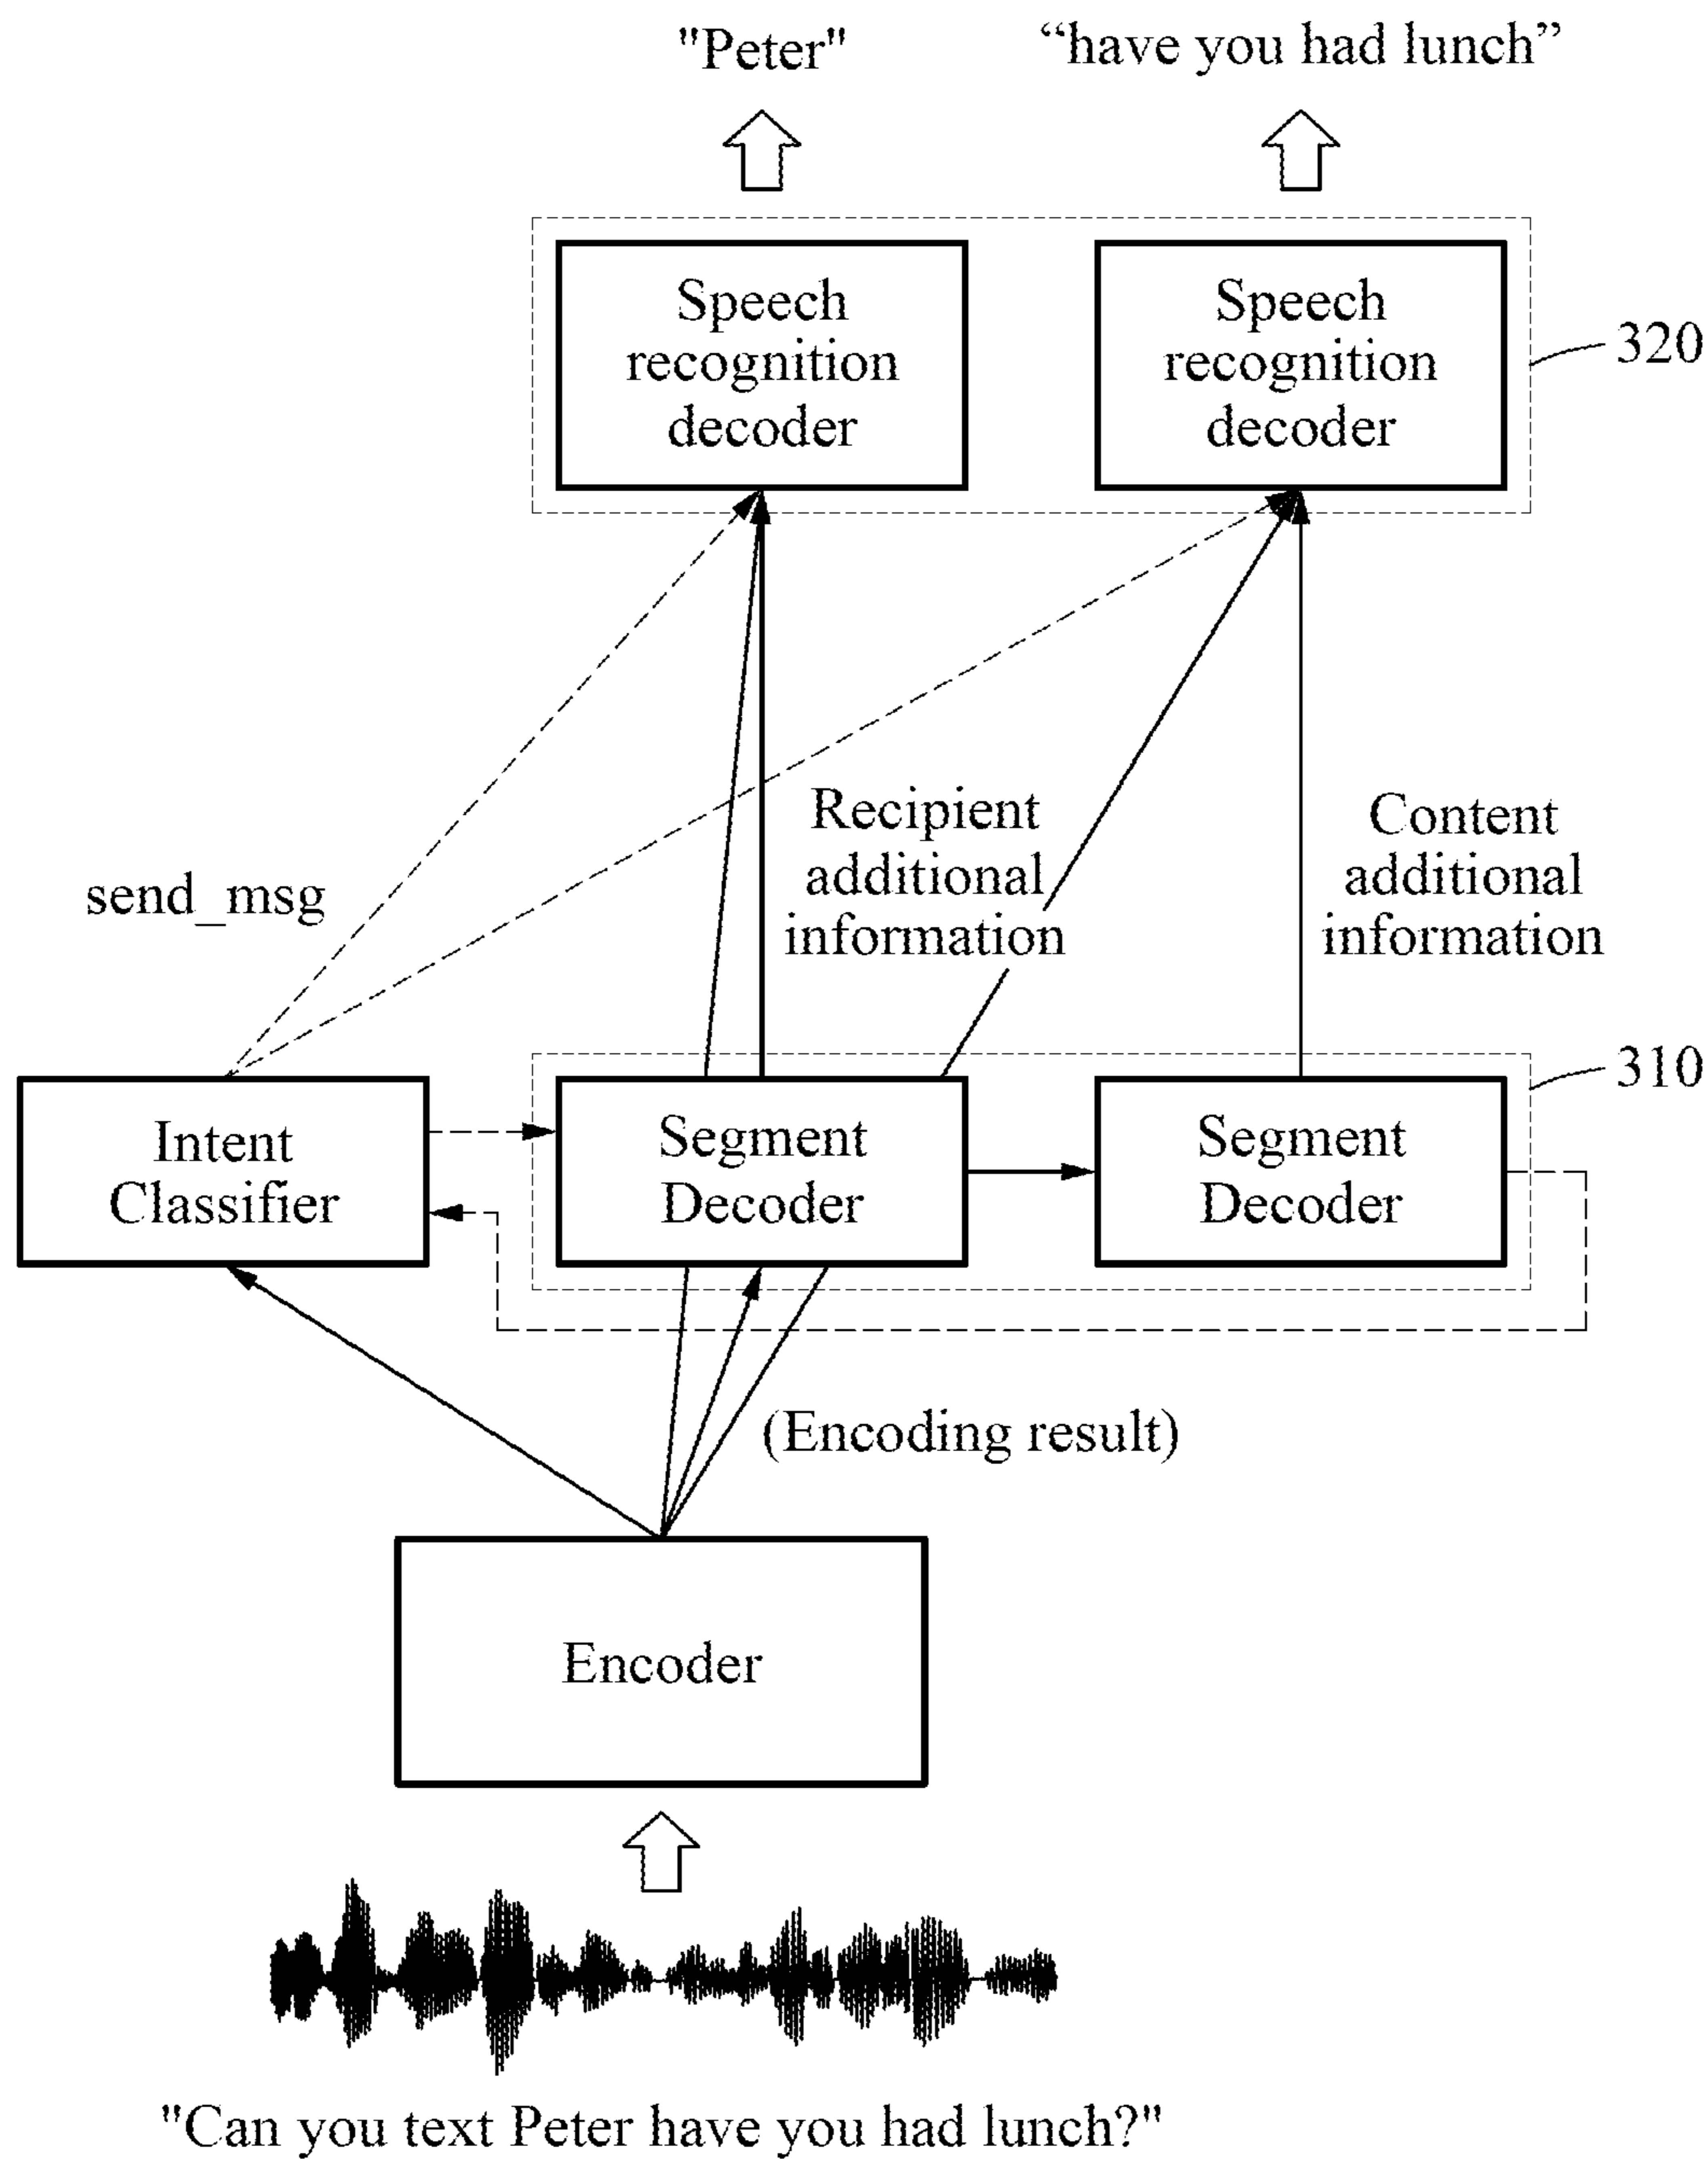 "Peter"
“have you had lunch”
Speech
recognition
decoder
Speech
recognition
decoder
320
send_msg
Recipient
additional
information
Content
additional
information
310
Intent
Classifier
Segment
Decoder
Segment
Decoder
(Encoding result)
Encoder
"Can you text Peter have you had lunch?"